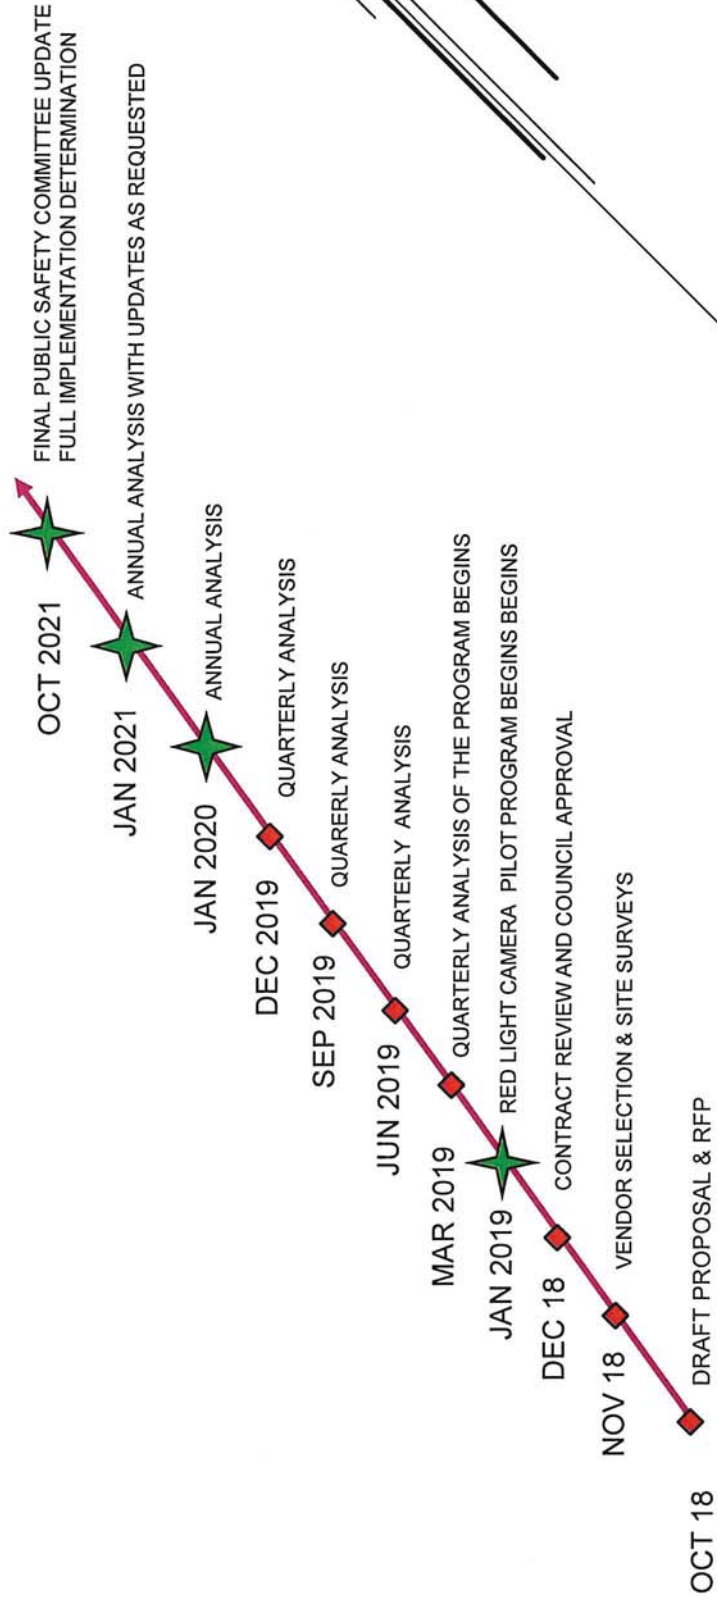 FINAL PUBLIC SAFETY COMMITTEE UPDATE
FULL IMPLEMENTATION DETERMINATION
OCT 2021
ANNUAL ANALYSIS WITH UPDATES AS REQUESTED
JAN 2021
ANNUAL ANALYSIS
JAN 2020
QUARTERLY ANALYSIS
DEC 2019
QUARERLY ANALYSIS
SEP 2019
QUARTERLY ANALYSIS
JUN 2019
QUARTERLY ANALYSIS OF THE PROGRAM BEGINS
MAR 2019
RED LIGHT CAMERA PILOT PROGRAM BEGINS BEGINS
JAN 2019
CONTRACT REVIEW AND COUNCIL APPROVAL
DEC 18
VENDOR SELECTION & SITE SURVEYS
NOV 18
DRAFT PROPOSAL & RFP
OCT 18